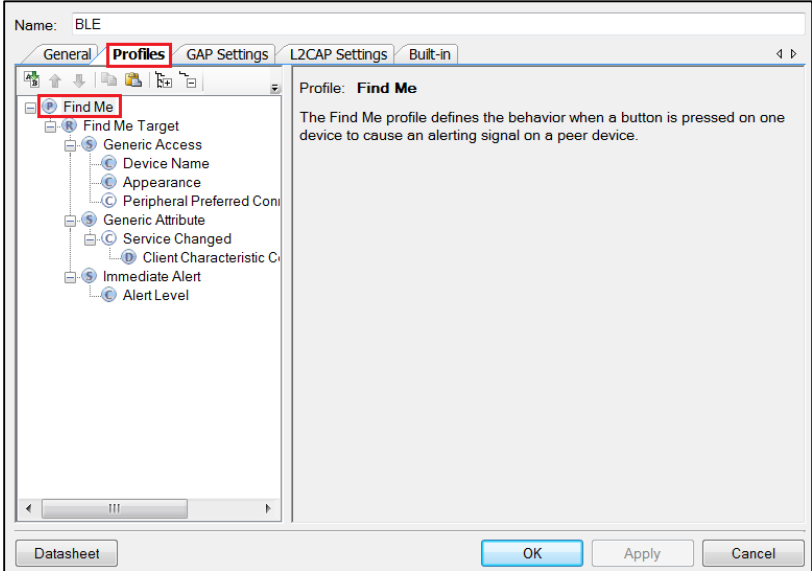 Name: BLE
General Profiles GAP Settings L2CAP Settings Built-in
P Find Me
R Find Me Target
S Generic Access
C Device Name
C Appearance
C Peripheral Preferred
S Generic Attribute
C Service Changed
D Client Characteristic
S Immediate Alert
C Alert Level
Profile: Find Me
The Find Me profile defines the behavior when a button is pressed on one
device to cause an alerting signal on a peer device.
Datasheet OK Apply Cancel